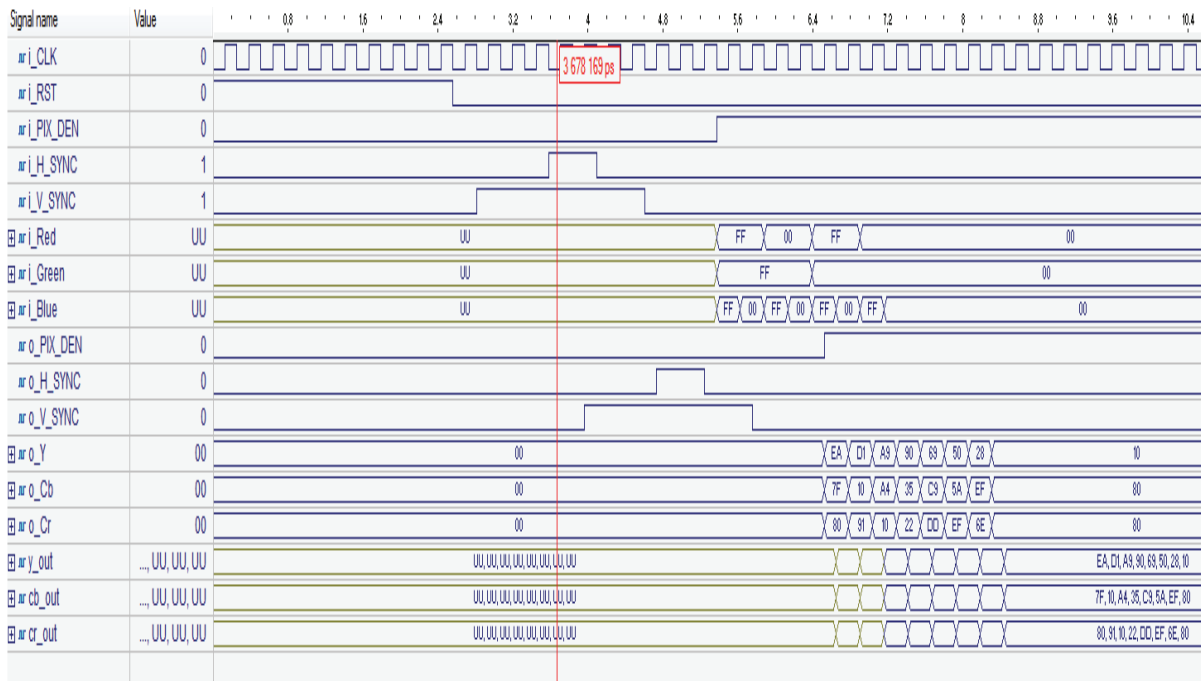 Signal name Value 0.8 1.6 2.4 3.2 4 4.8 5.6 6.4 7.2 8 8.8 9.6 10.4
i_CLK 0
3 678 169 ps
i_RST 0
i_PIX_DEN 0
i_H_SYNC 1
i_V_SYNC 1
i_Red UU UU FF 00 FF 00
i_Green UU UU FF 00
i_Blue UU UU FF 00 FF 00 FF 00 FF 00
o_PIX_DEN 0
o_H_SYNC 0
o_V_SYNC 0
o_Y 00 00 EA D1 A9 90 69 50 28 10
o_Cb 00 00 7F 10 A4 35 C9 5A EF 80
o_Cr 00 00 80 91 10 22 DD EF 6E 80
y_out ..., UU, UU, UU UU, UU, UU, UU, UU, UU, UU, UU EA, D1, A9, 90, 69, 50, 28, 10
cb_out ..., UU, UU, UU UU, UU, UU, UU, UU, UU, UU, UU 7F, 10, A4, 35, C9, 5A, EF, 80
cr_out ..., UU, UU, UU UU, UU, UU, UU, UU, UU, UU, UU 80, 91, 10, 22, DD, EF, 6E, 80